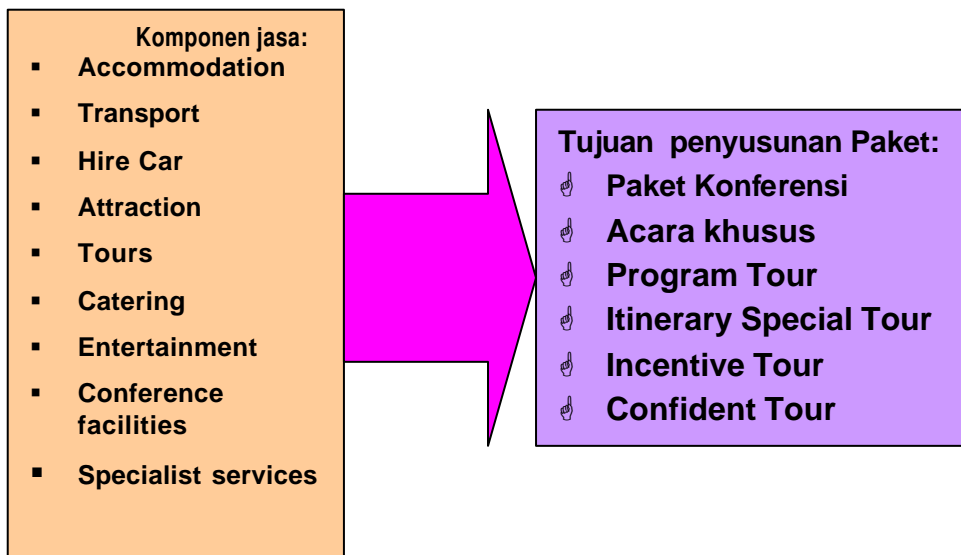 Komponen jasa:
▪ Accommodation
▪ Transport
▪ Hire Car
▪ Attraction
▪ Tours
▪ Catering
▪ Entertainment
▪ Conference
facilities
▪ Specialist services
Tujuan penyusunan Paket:
☝ Paket Konferensi
☝ Acara khusus
☝ Program Tour
☝ Itinerary Special Tour
☝ Incentive Tour
☝ Confident Tour